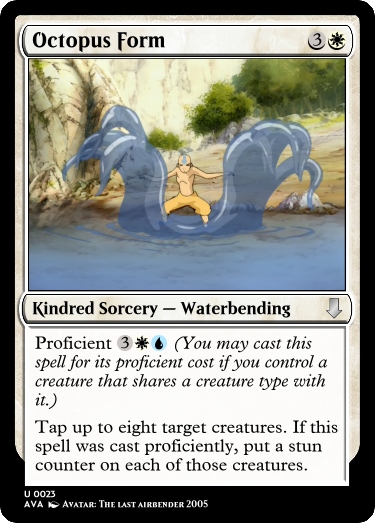 Octopus Form 3
Kindred Sorcery — Waterbending
Proficient 3 (You may cast this
spell for its proficient cost if you control a
creature that shares a creature type with
it.)
Tap up to eight target creatures. If this
spell was cast proficiently, put a stun
counter on each of those creatures.
U 0023
AVA Avatar: The last airbender 2005